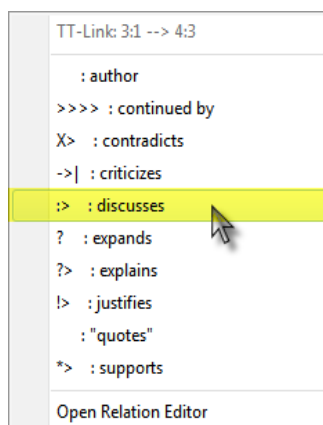 TT-Link: 3:1 --> 4:3
: author
>>>> : continued by
X> : contradicts
->| : criticizes
:> : discusses
? : expands
?> : explains
!> : justifies
: "quotes"
*> : supports
Open Relation Editor